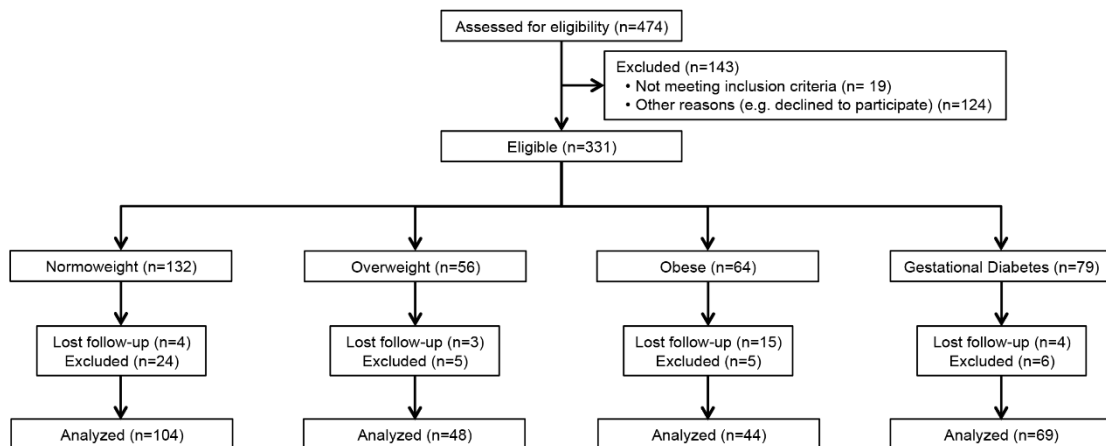 Assessed for eligibility (n=474)
Excluded (n=143)
• Not meeting inclusion criteria (n= 19)
• Other reasons (e.g. declined to participate) (n=124)
Eligible (n=331)
Normoweight (n=132)
Overweight (n=56)
Obese (n=64)
Gestational Diabetes (n=79)
Lost follow-up (n=4)
Excluded (n=24)
Lost follow-up (n=3)
Excluded (n=5)
Lost follow-up (n=15)
Excluded (n=5)
Lost follow-up (n=4)
Excluded (n=6)
Analyzed (n=104)
Analyzed (n=48)
Analyzed (n=44)
Analyzed (n=69)